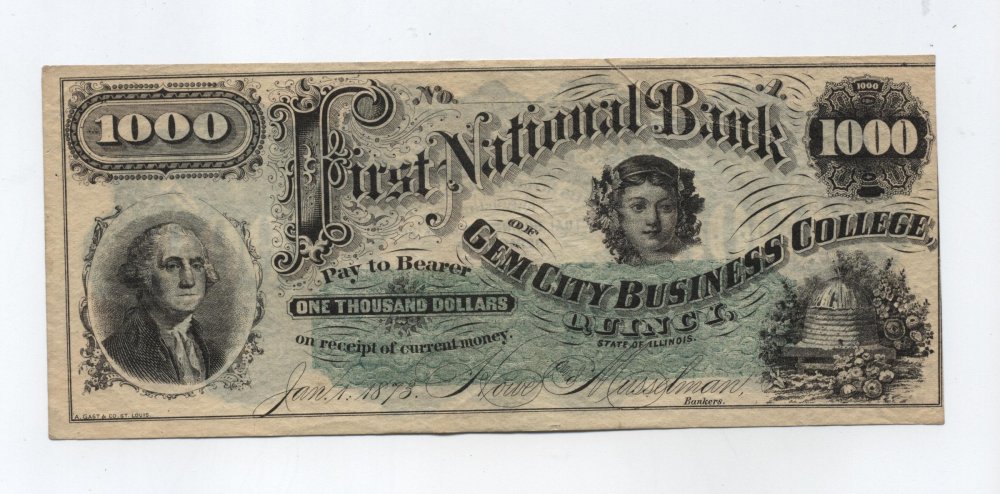 1000
No.
A.
1000
1000
First National Bank
OF
GEM CITY BUSINESS COLLEGE,
QUINCY,
STATE OF ILLINOIS.
Pay to Bearer
ONE THOUSAND DOLLARS
on receipt of current money.
Jan. 1. 1873.
Howe & Musselman,
Bankers.
A. GAST & CO. ST. LOUIS.